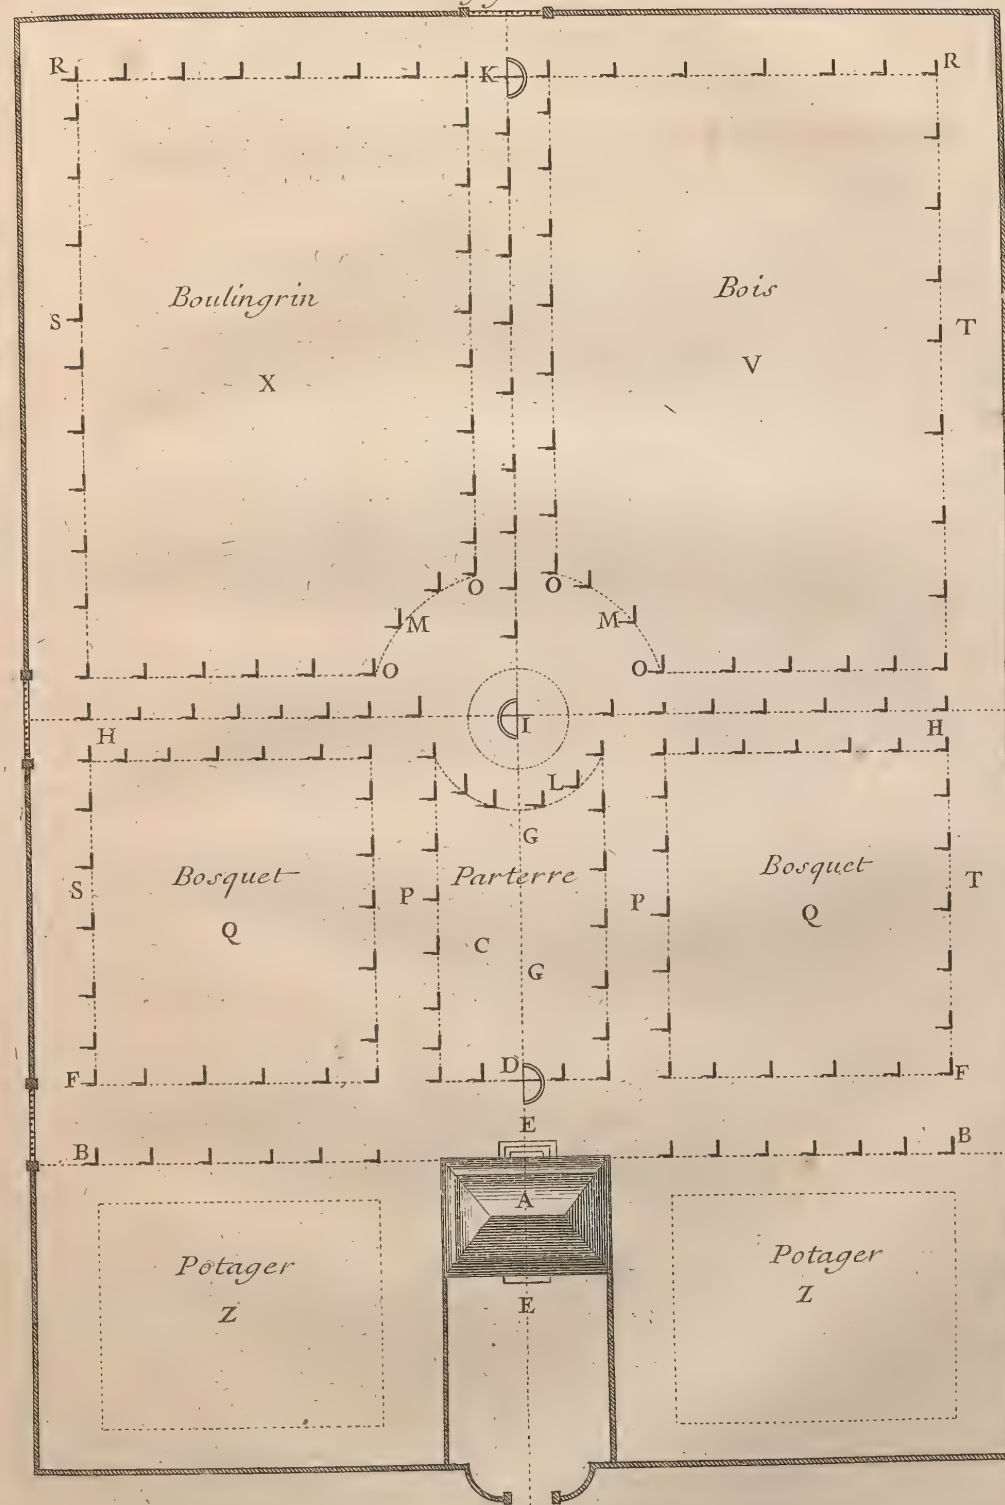 R K R
Boulingrin Bois
S T
X V
O O
M M
O O
I
H H
L
G
Bosquet Parterre Bosquet
S P P T
Q C Q
G
F D F
E
B B
A
Potager Potager
Z E Z